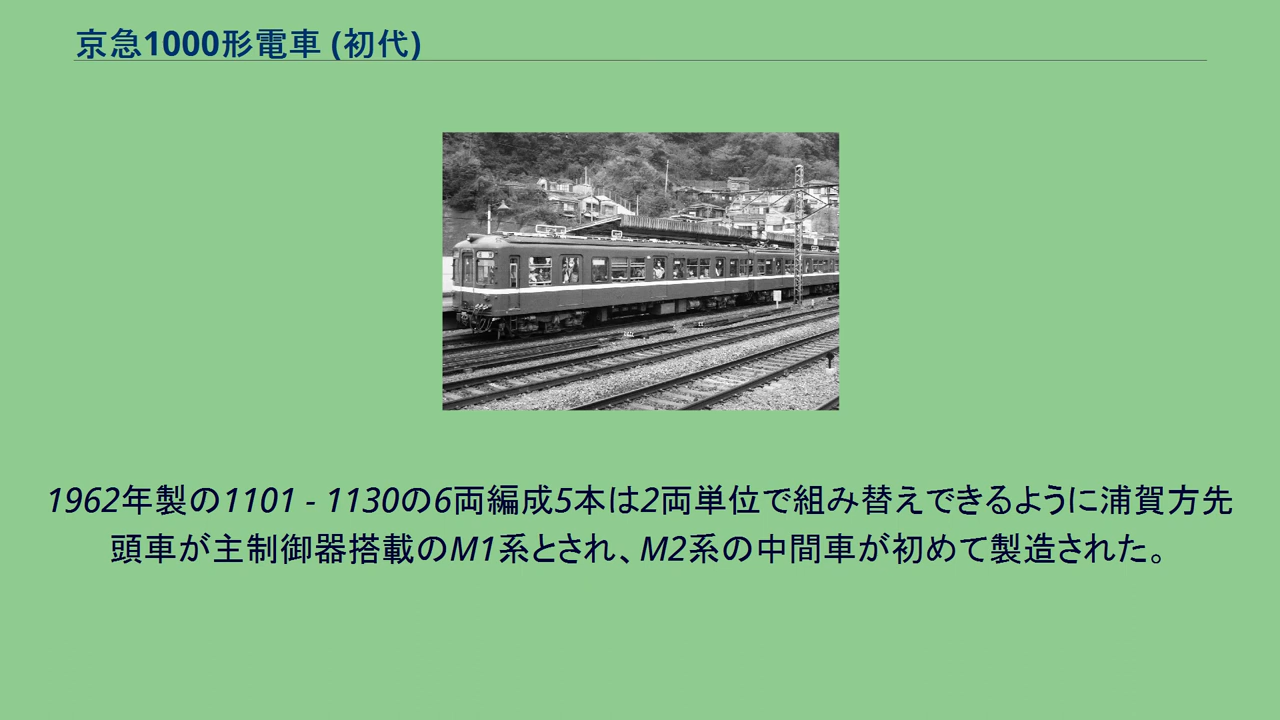 京急1000形電車 (初代)
1962年製の1101 - 1130の6両編成5本は2両単位で組み替えできるように浦賀方先
頭車が主制御器搭載のM1系とされ、M2系の中間車が初めて製造された。